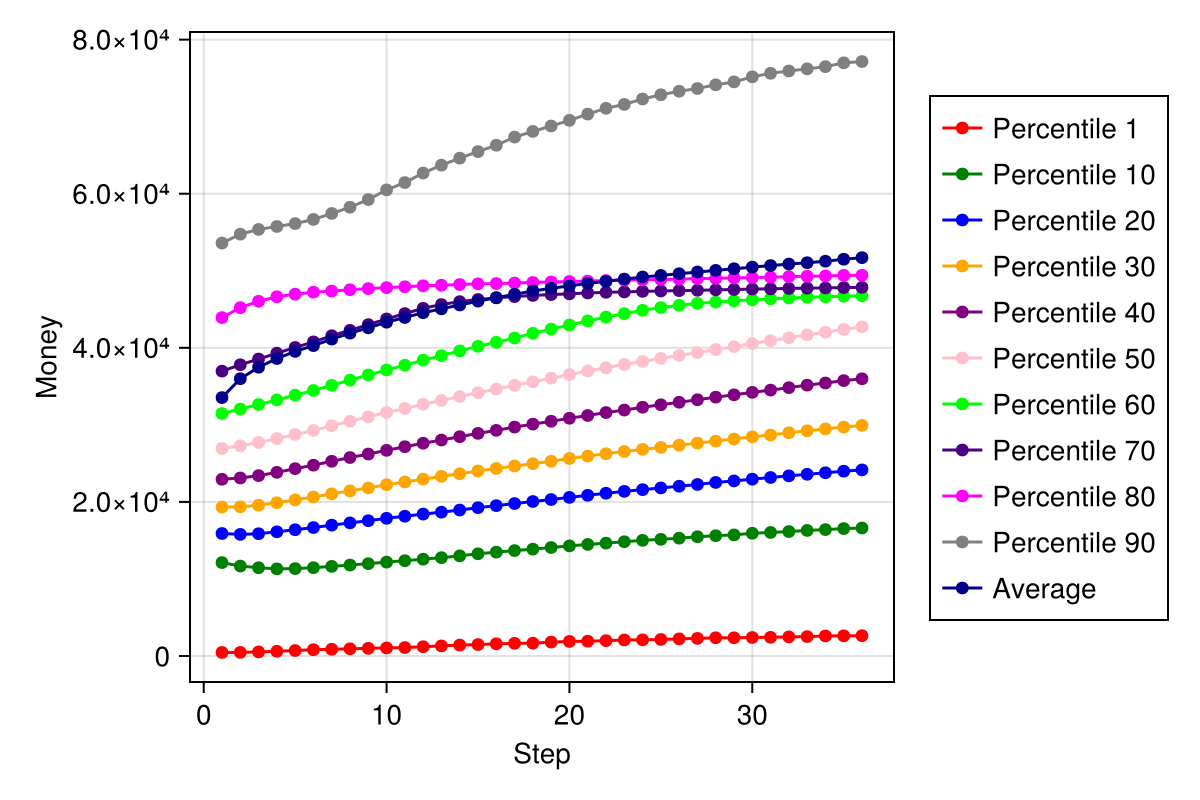 8.0×10⁴
6.0×10⁴
4.0×10⁴
2.0×10⁴
0
Money
0 10 20 30
Step
Percentile 1
Percentile 10
Percentile 20
Percentile 30
Percentile 40
Percentile 50
Percentile 60
Percentile 70
Percentile 80
Percentile 90
Average